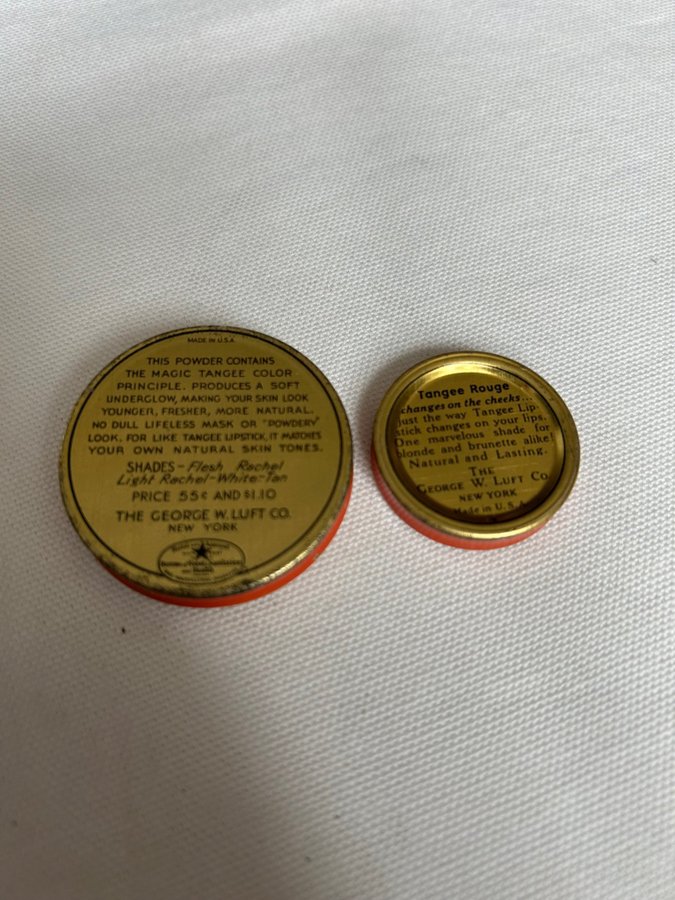 MADE IN U.S.A.
THIS POWDER CONTAINS
THE MAGIC TANGEE COLOR
PRINCIPLE. PRODUCES A SOFT
UNDERGLOW, MAKING YOUR SKIN LOOK
YOUNGER, FRESHER, MORE NATURAL.
NO DULL LIFELESS MASK OR "POWDERY"
LOOK. FOR LIKE TANGEE LIPSTICK, IT MATCHES
YOUR OWN NATURAL SKIN TONES.
SHADES-Flesh Rachel
Light Rachel-White-Tan
PRICE 55¢ AND $1.10
THE GEORGE W. LUFT CO.
NEW YORK
Tangee Rouge
changes on the cheeks...
just the way Tangee Lip-
stick changes on your lips.
One marvelous shade for
blonde and brunette alike!
Natural and Lasting.
THE
GEORGE W. LUFT CO.
NEW YORK
Made in U.S.A.